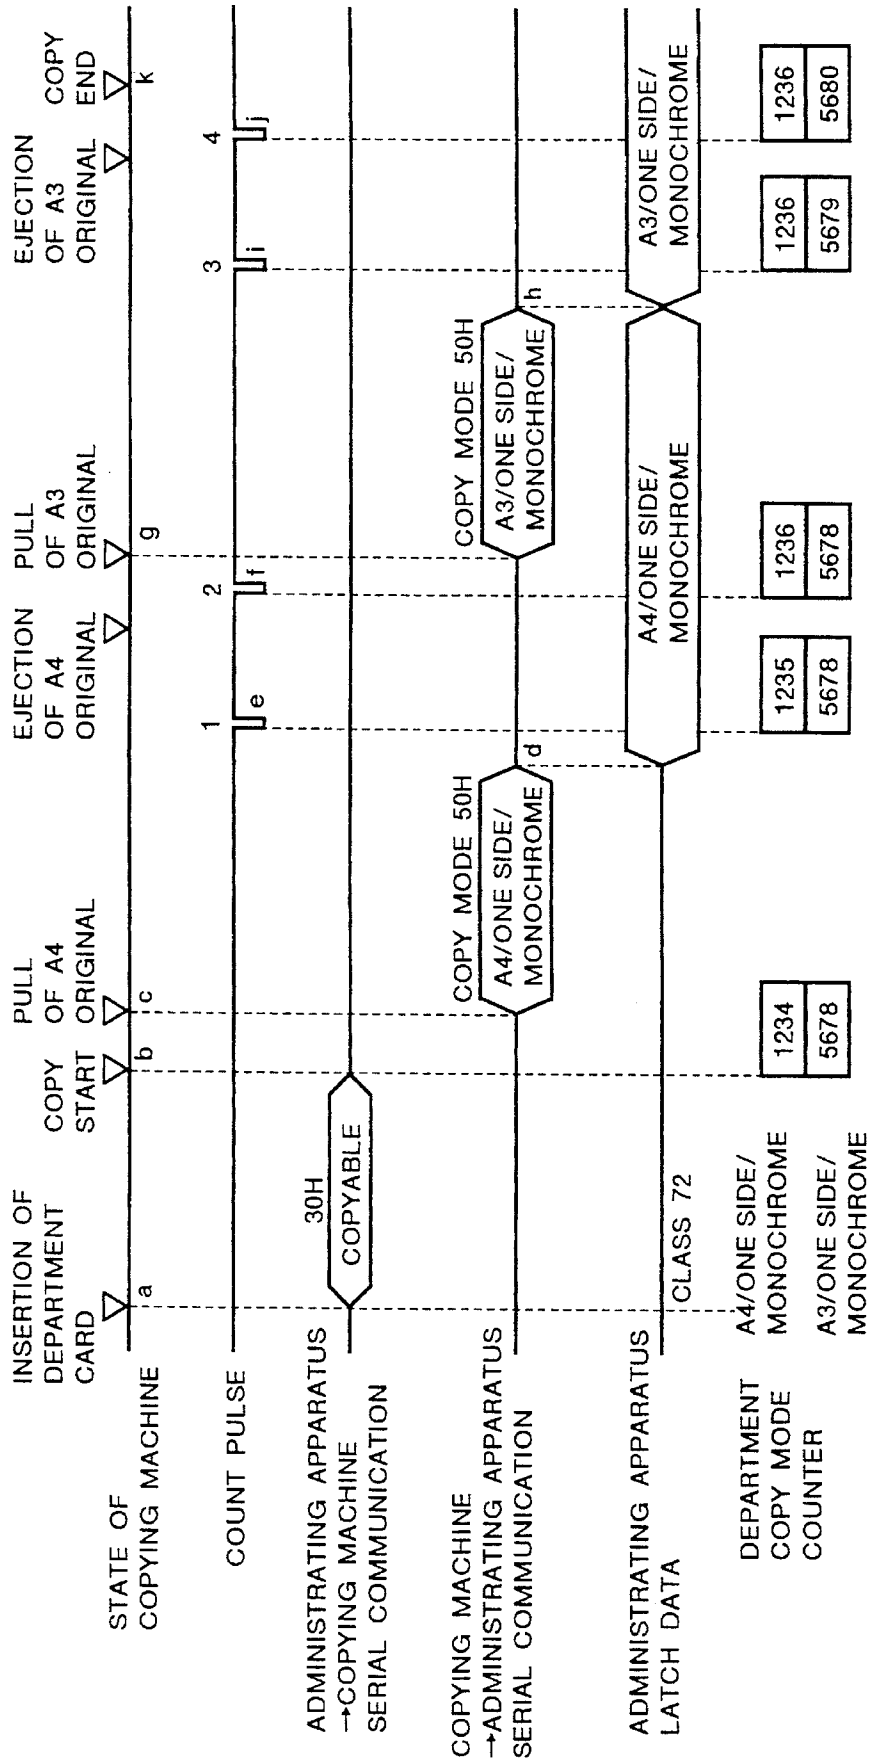 INSERTION OF
DEPARTMENT
CARD
COPY
START
PULL
OF A4
ORIGINAL
EJECTION
OF A4
ORIGINAL
PULL
OF A3
ORIGINAL
EJECTION
OF A3
ORIGINAL
COPY
END
STATE OF
COPYING MACHINE
a
b
c
g
k
COUNT PULSE
1
e
2
f
3
i
4
j
ADMINISTRATING APPARATUS
→COPYING MACHINE
SERIAL COMMUNICATION
30H
COPYABLE
COPYING MACHINE
→ADMINISTRATING APPARATUS
SERIAL COMMUNICATION
COPY MODE 50H
A4/ONE SIDE/
MONOCHROME
d
COPY MODE 50H
A3/ONE SIDE/
MONOCHROME
h
ADMINISTRATING APPARATUS
LATCH DATA
CLASS 72
A4/ONE SIDE/
MONOCHROME
A3/ONE SIDE/
MONOCHROME
DEPARTMENT
COPY MODE
COUNTER
A4/ONE SIDE/
MONOCHROME
1234
1235
1236
1236
1236
A3/ONE SIDE/
MONOCHROME
5678
5678
5678
5679
5680